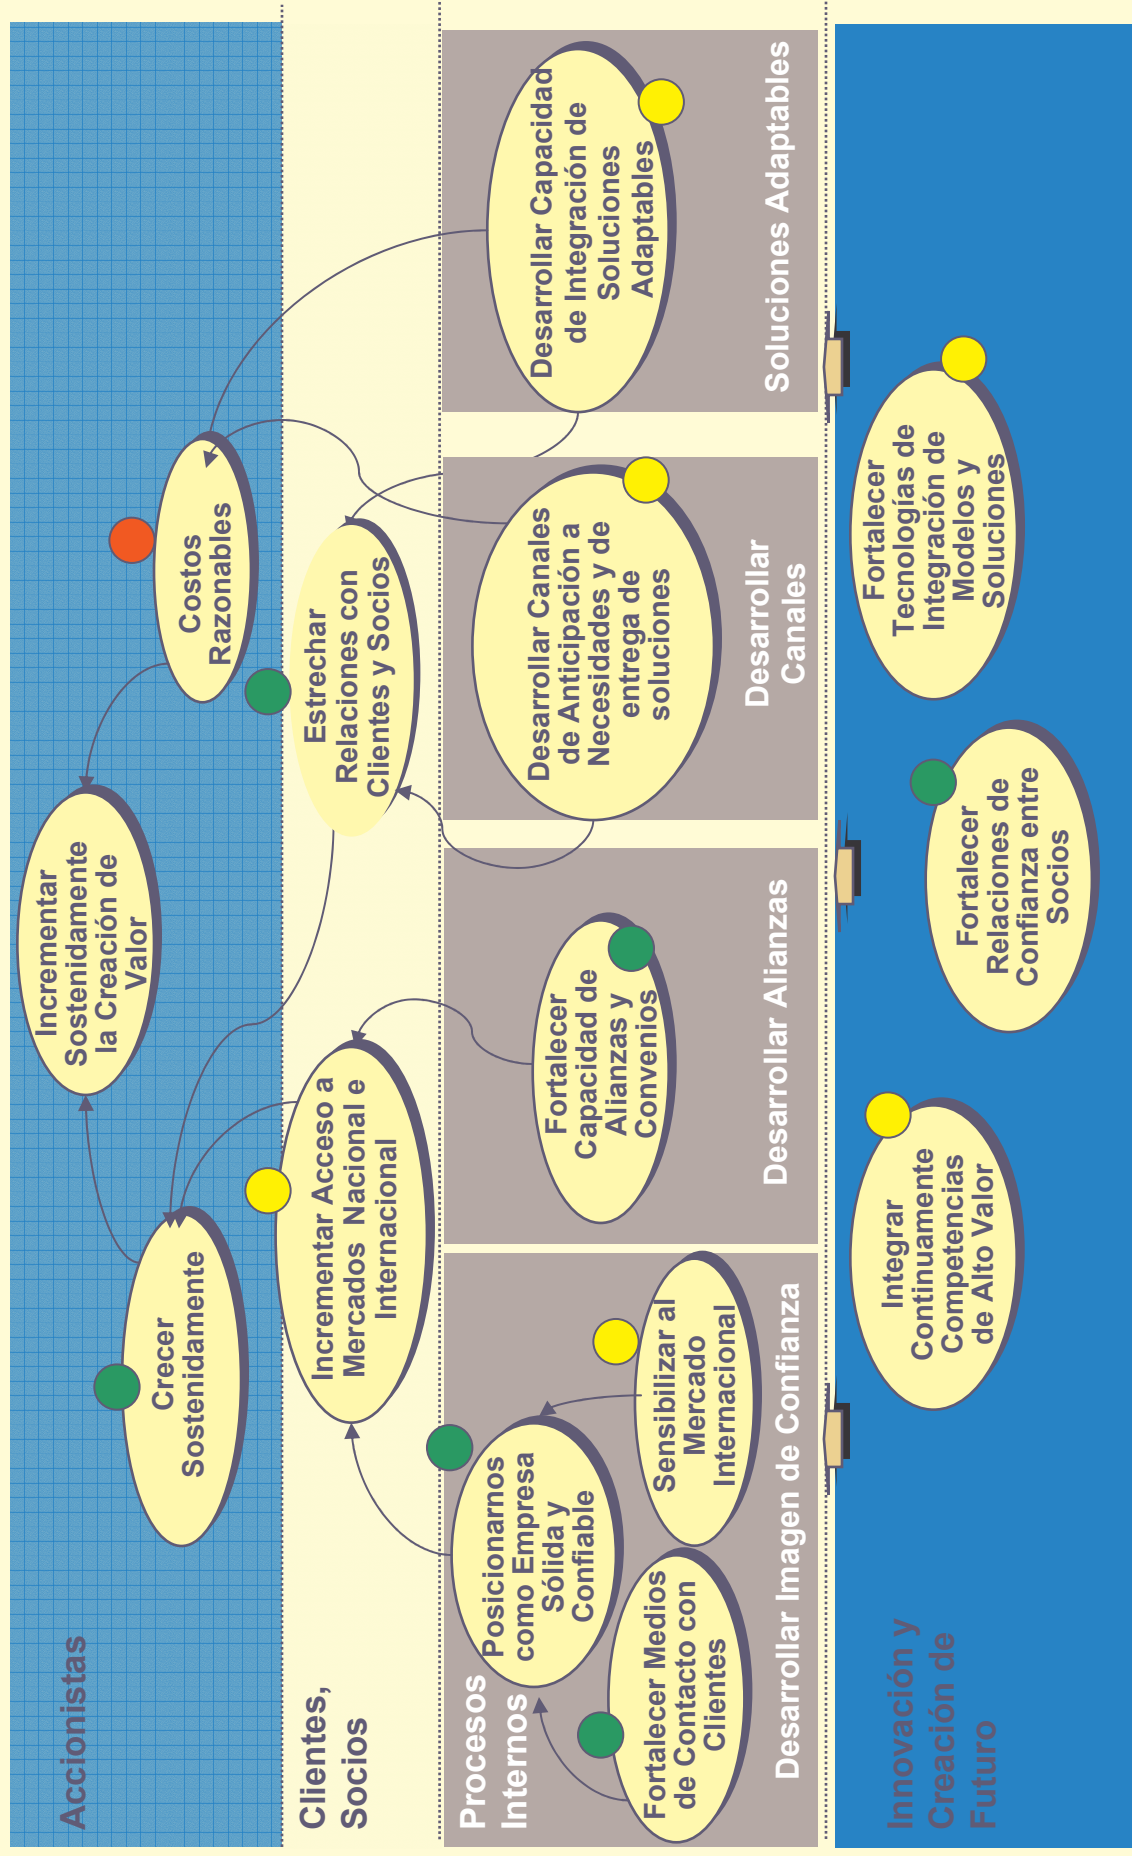 Accionistas
Crecer
Sostenidamente
Incrementar
Sostenidamente
la Creación de
Valor
Costos
Razonables
Clientes,
Socios
Incrementar Acceso a
Mercados Nacional e
Internacional
Estrechar
Relaciones con
Clientes y Socios
Procesos
Internos
Posicionarnos
como Empresa
Sólida y
Confiable
Fortalecer Medios
de Contacto con
Clientes
Sensibilizar al
Mercado
Internacional
Desarrollar Imagen de Confianza
Fortalecer
Capacidad de
Alianzas y
Convenios
Desarrollar Alianzas
Desarrollar Canales
de Anticipación a
Necesidades y de
entrega de
soluciones
Desarrollar
Canales
Desarrollar Capacidad
de Integración de
Soluciones
Adaptables
Soluciones Adaptables
Innovación y
Creación de
Futuro
Integrar
Continuamente
Competencias
de Alto Valor
Fortalecer
Relaciones de
Confianza entre
Socios
Fortalecer
Tecnologías de
Integración de
Modelos y
Soluciones